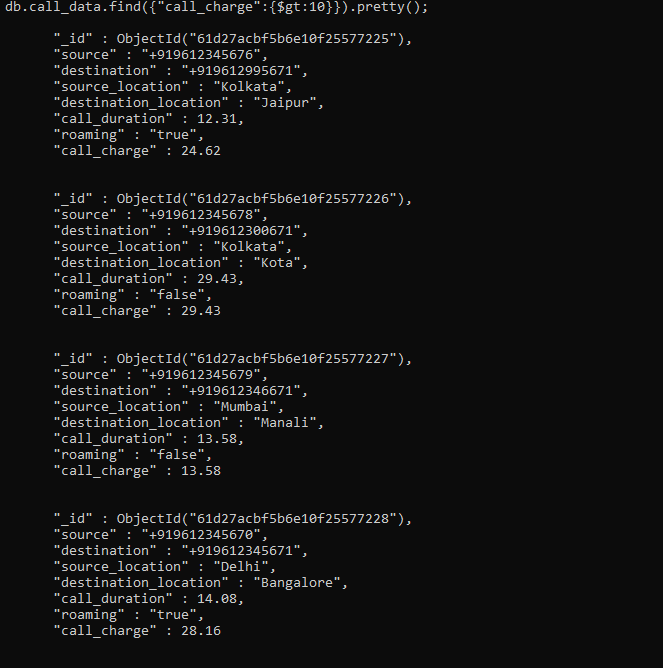 db.call_data.find({"call_charge":{$gt:10}}).pretty();
"_id" : ObjectId("61d27acbf5b6e10f25577225"),
"source" : "+919612345676",
"destination" : "+919612995671",
"source_location" : "Kolkata",
"destination_location" : "Jaipur",
"call_duration" : 12.31,
"roaming" : "true",
"call_charge" : 24.62
"_id" : ObjectId("61d27acbf5b6e10f25577226"),
"source" : "+919612345678",
"destination" : "+919612300671",
"source_location" : "Kolkata",
"destination_location" : "Kota",
"call_duration" : 29.43,
"roaming" : "false",
"call_charge" : 29.43
"_id" : ObjectId("61d27acbf5b6e10f25577227"),
"source" : "+919612345679",
"destination" : "+919612346671",
"source_location" : "Mumbai",
"destination_location" : "Manali",
"call_duration" : 13.58,
"roaming" : "false",
"call_charge" : 13.58
"_id" : ObjectId("61d27acbf5b6e10f25577228"),
"source" : "+919612345670",
"destination" : "+919612345671",
"source_location" : "Delhi",
"destination_location" : "Bangalore",
"call_duration" : 14.08,
"roaming" : "true",
"call_charge" : 28.16